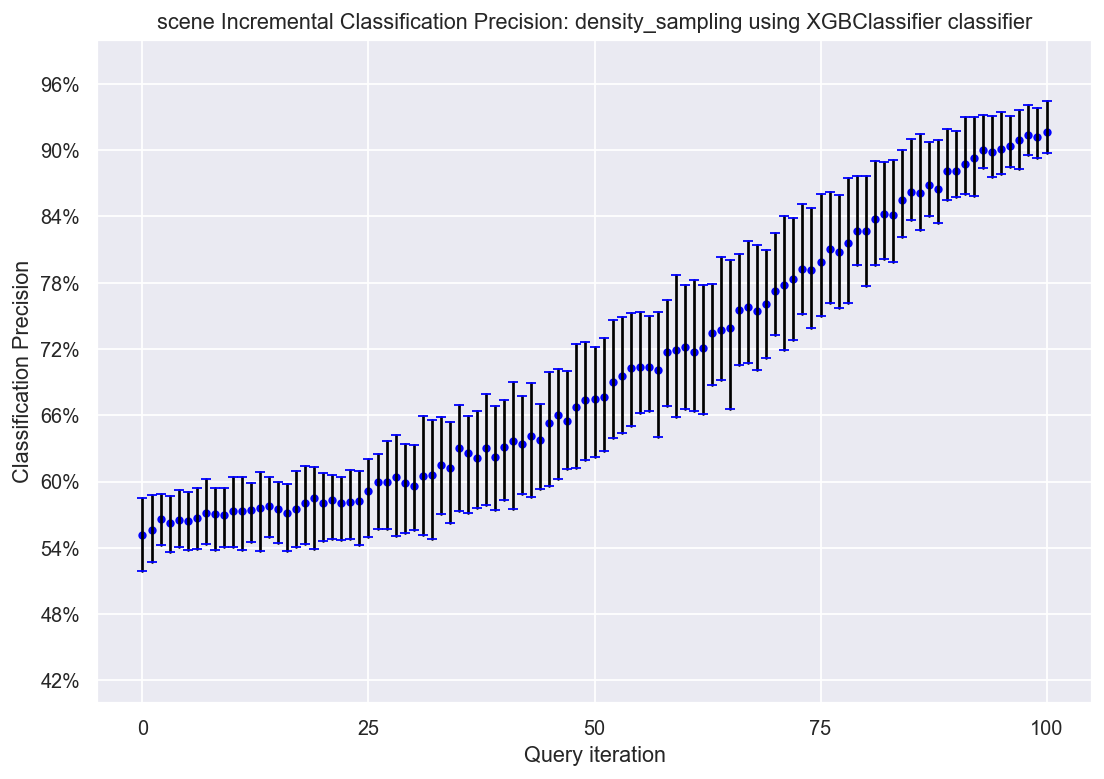 scene Incremental Classification Precision: density_sampling using XGBClassifier classifier
96%
90%
84%
78%
72%
66%
60%
54%
48%
42%
Classification Precision
0 25 50 75 100
Query iteration